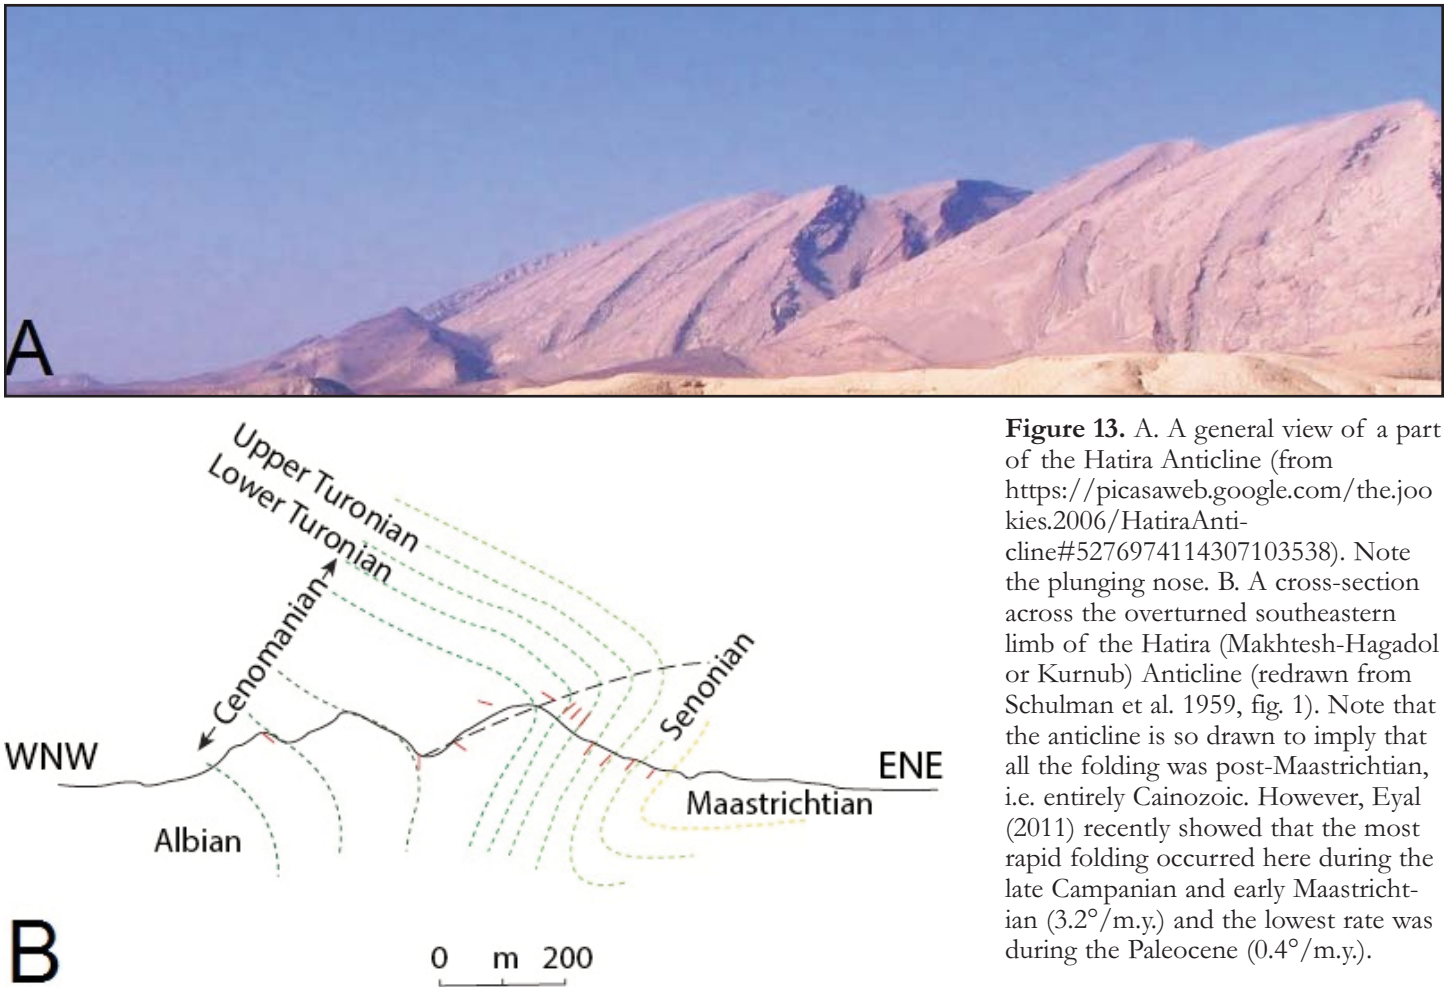 A
Upper Turonian
Lower Turonian
Cenomanian
Senonian
WNW
ENE
Albian
Maastrichtian
B
0 m 200
Figure 13. A. A general view of a part
of the Hatira Anticline (from
https://picasaweb.google.com/the.joo
kies.2006/HatiraAnti-
cline#5276974114307103538). Note
the plunging nose. B. A cross-section
across the overturned southeastern
limb of the Hatira (Makhtesh-Hagadol
or Kurnub) Anticline (redrawn from
Schulman et al. 1959, fig. 1). Note that
the anticline is so drawn to imply that
all the folding was post-Maastrichtian,
i.e. entirely Cainozoic. However, Eyal
(2011) recently showed that the most
rapid folding occurred here during the
late Campanian and early Maastricht-
ian (3.2°/m.y.) and the lowest rate was
during the Paleocene (0.4°/m.y.).